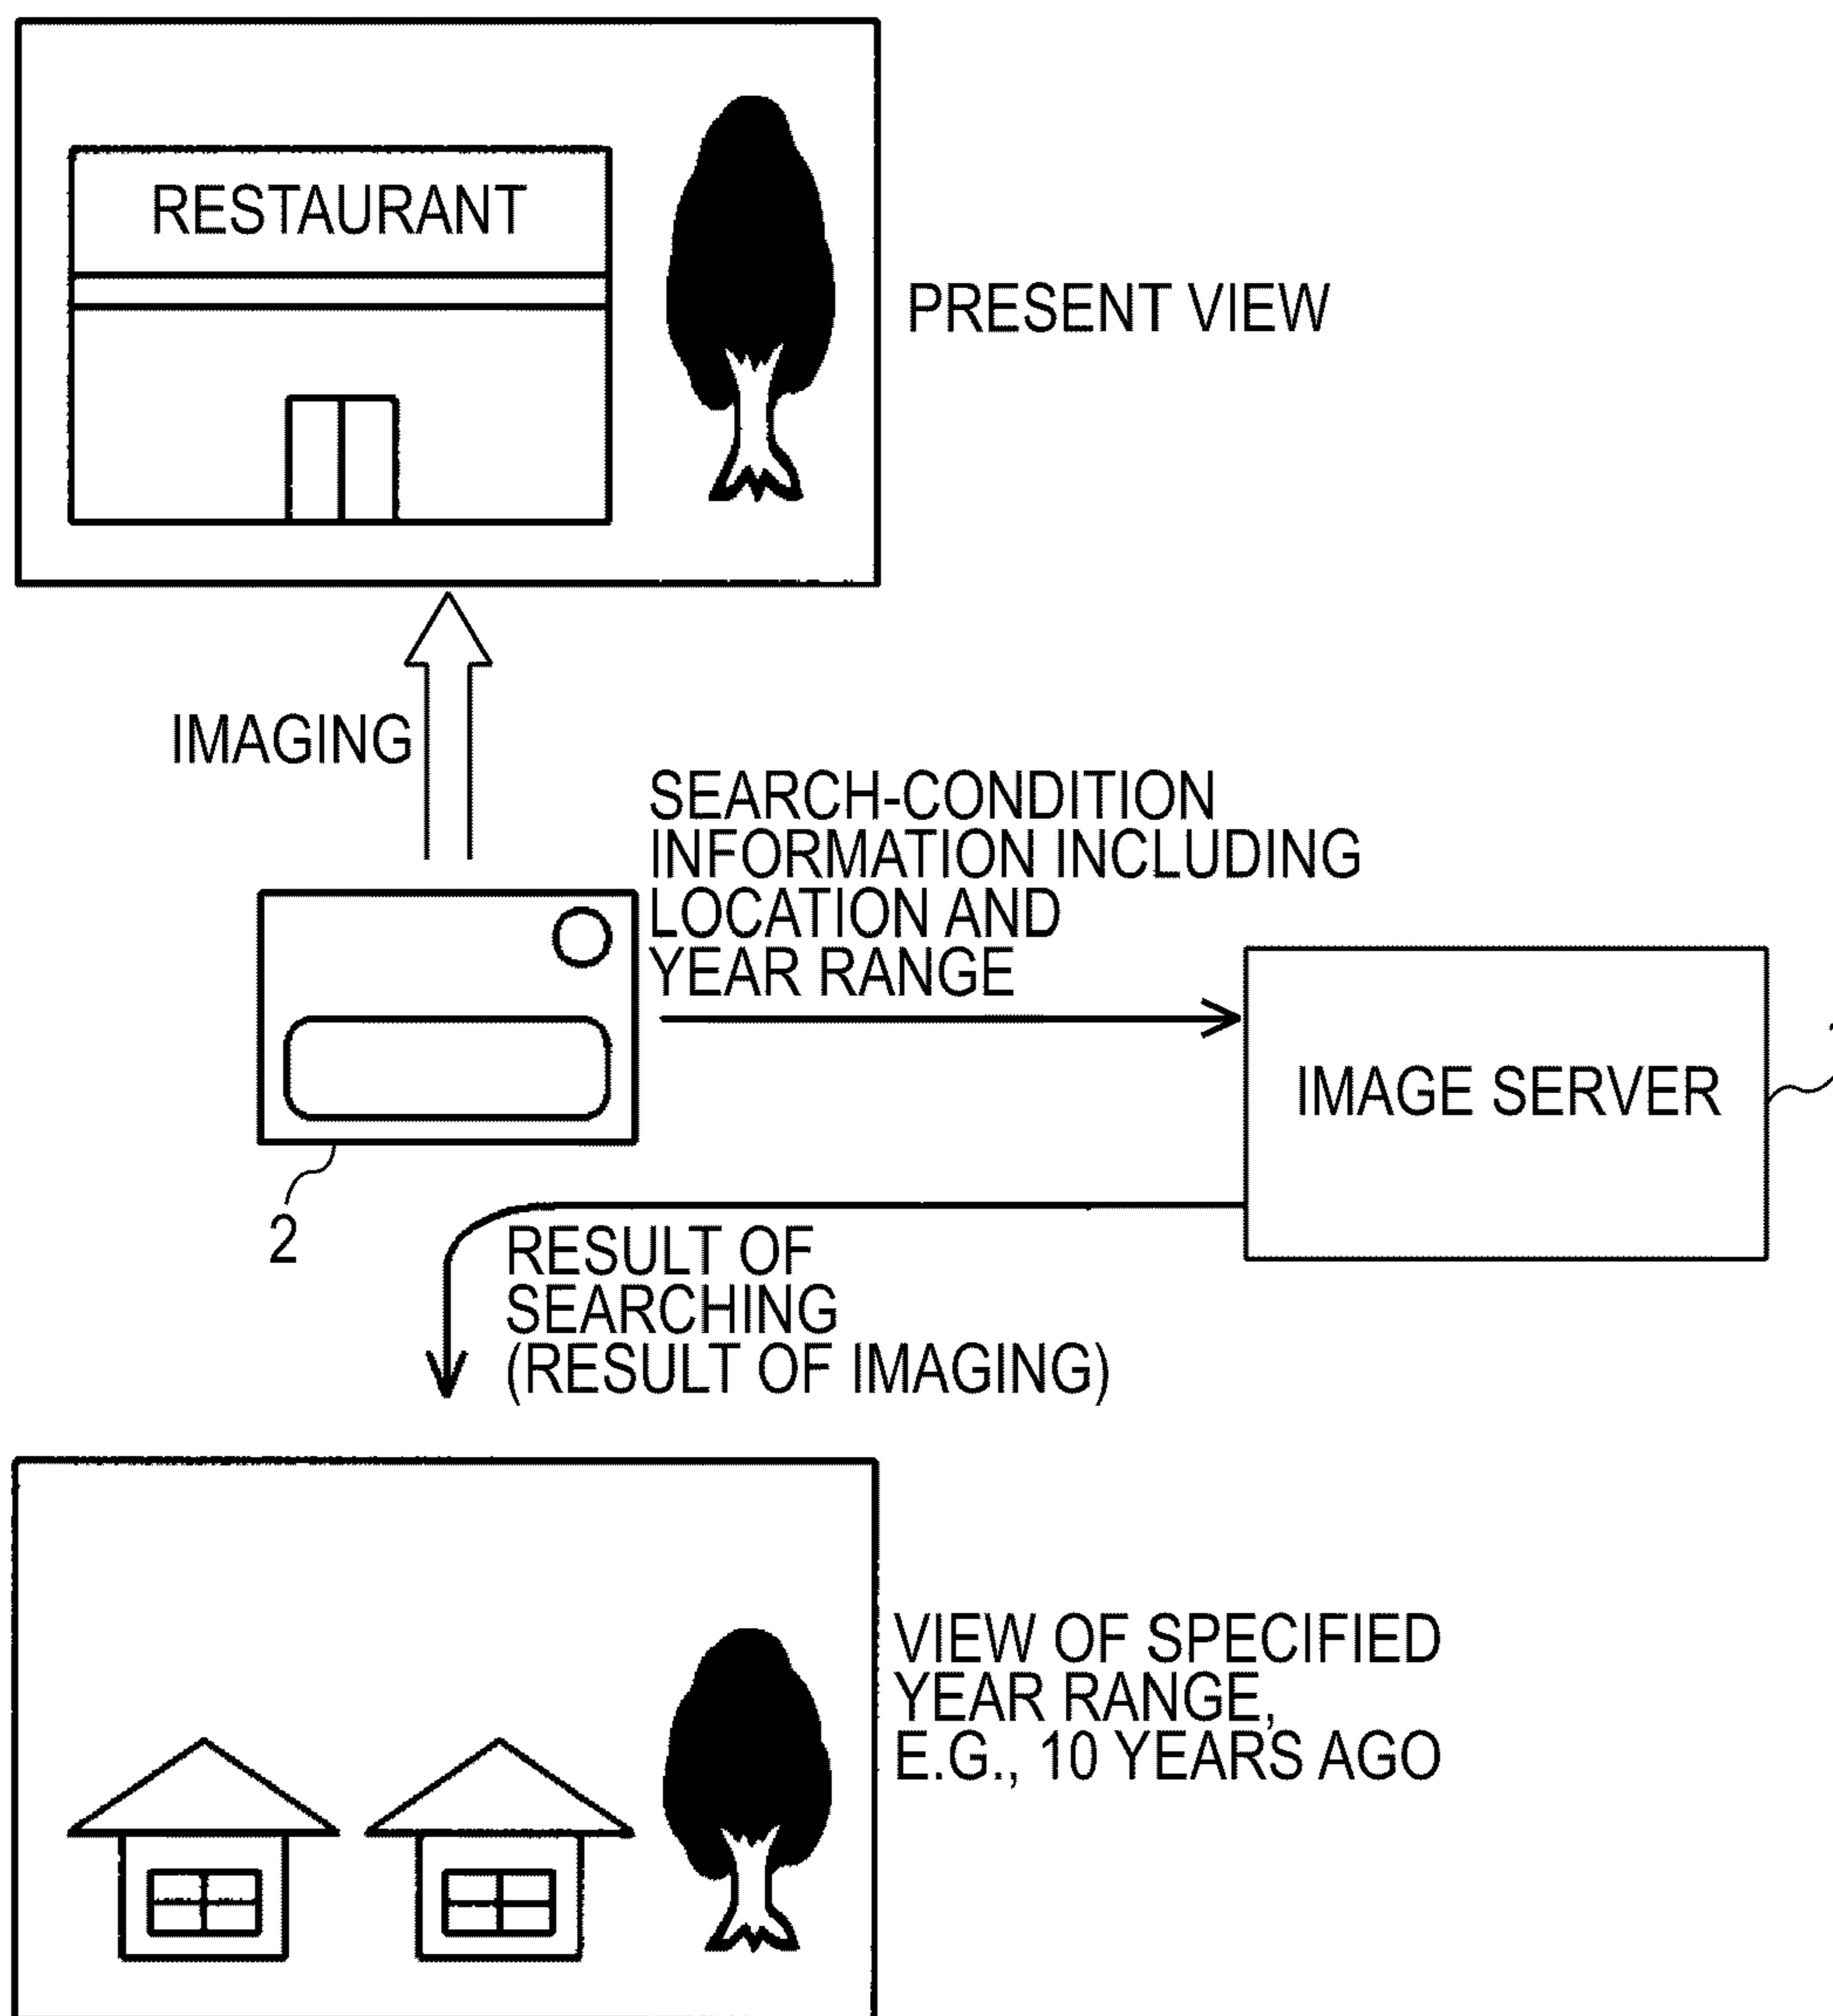 RESTAURANT
PRESENT VIEW
IMAGING
SEARCH-CONDITION
INFORMATION INCLUDING
LOCATION AND
YEAR RANGE
IMAGE SERVER
2
RESULT OF
SEARCHING
(RESULT OF IMAGING)
VIEW OF SPECIFIED
YEAR RANGE,
E.G., 10 YEARS AGO